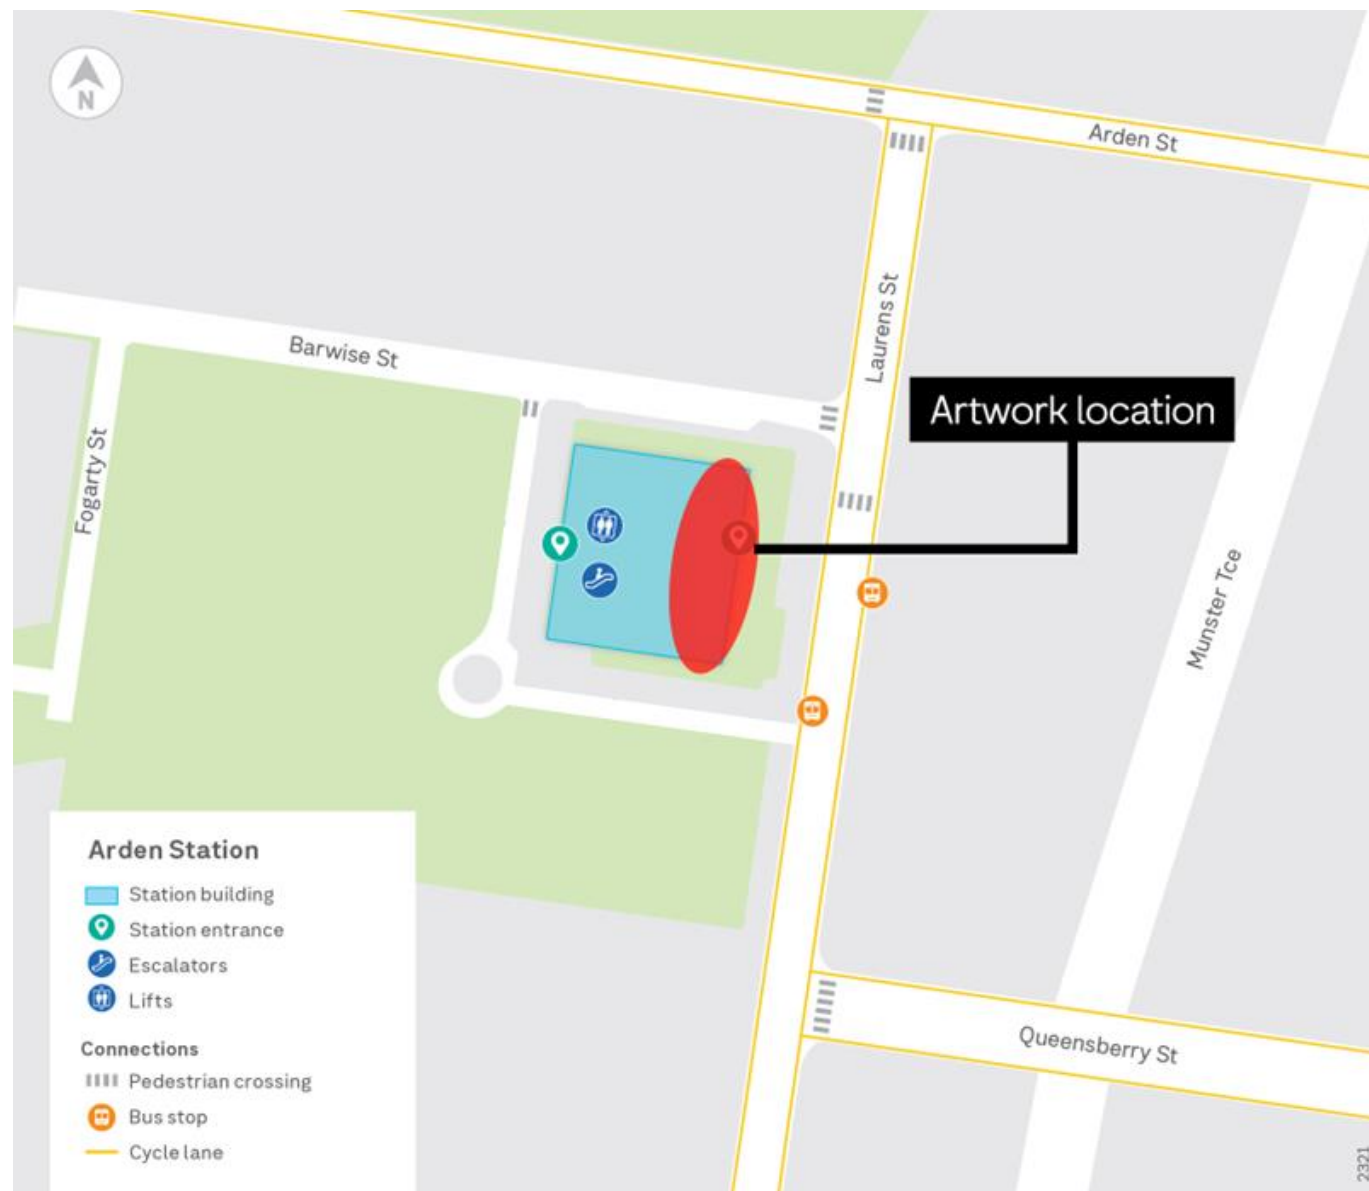 N
Arden St
Laurens St
Barwise St
Artwork location
Fogarty St
Munster Tce
Arden Station
Station building
Station entrance
Escalators
Lifts
Connections
Pedestrian crossing
Bus stop
Cycle lane
Queensberry St
2321